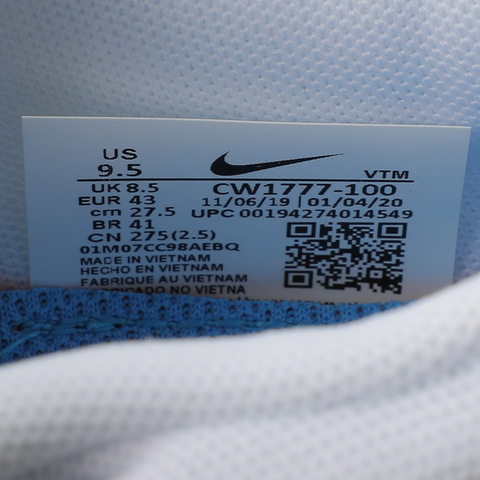 US
9.5
VTM
UK 8.5
CW1777-100
EUR 43
11/06/19 | 01/04/20
cm 27.5
UPC 00194274014549
BR 41
CN 275(2.5)
01M07CC98AEBQ
MADE IN VIETNAM
HECHO EN VIETNAM
FABRIQUE AU VIETNAM
NO VIETNA